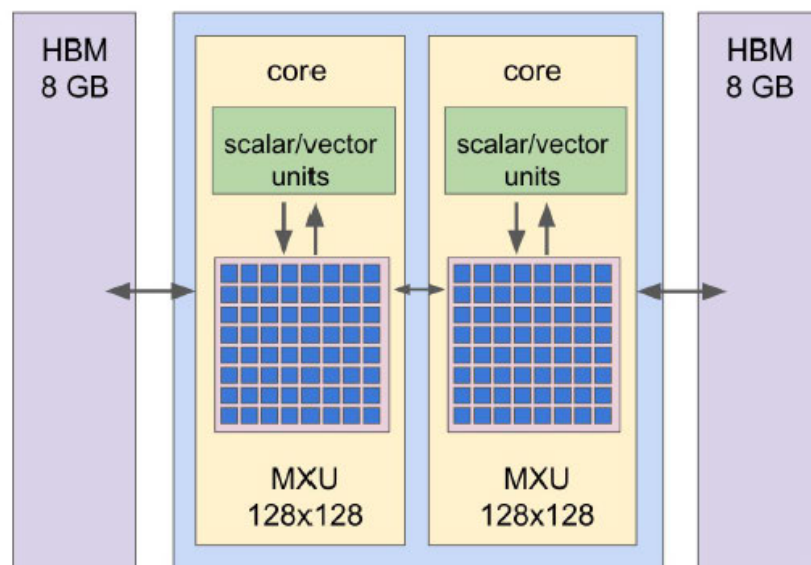 HBM
8 GB
core
scalar/vector
units
MXU
128x128
core
scalar/vector
units
MXU
128x128
HBM
8 GB